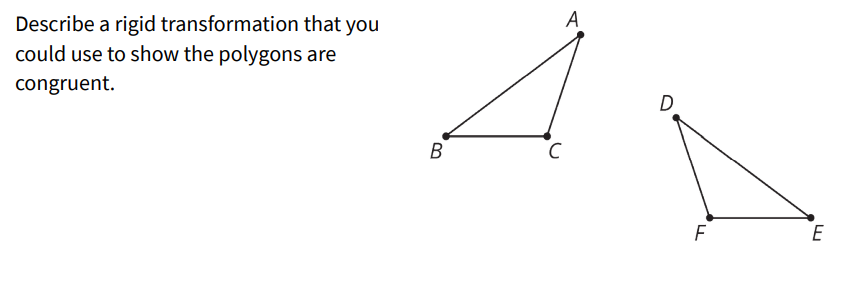 Describe a rigid transformation that you
could use to show the polygons are
congruent.
A
B
C
D
F
E